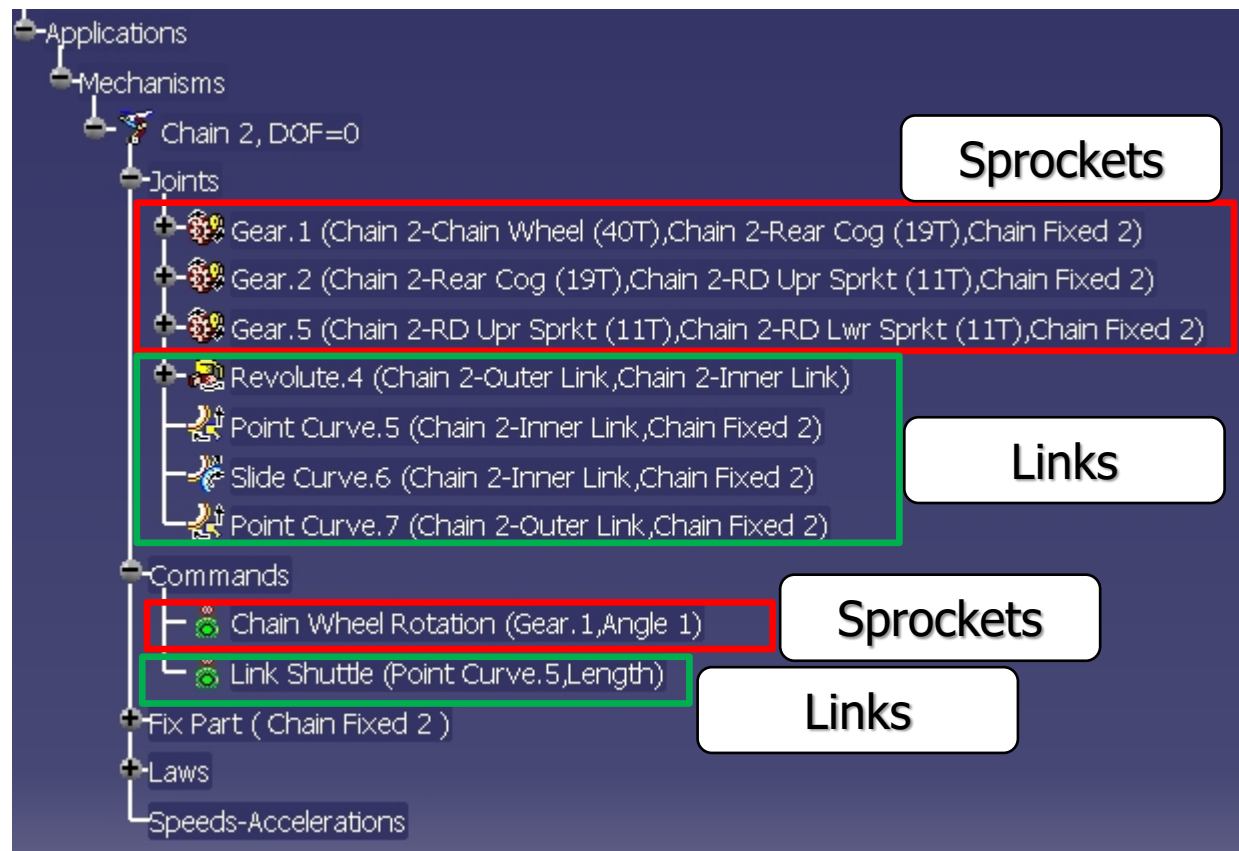 Applications
Mechanisms
Chain 2, DOF=0
Sprockets
Joints
Gear.1 (Chain 2-Chain Wheel (40T),Chain 2-Rear Cog (19T),Chain Fixed 2)
Gear.2 (Chain 2-Rear Cog (19T),Chain 2-RD Upr Sprkt (11T),Chain Fixed 2)
Gear.5 (Chain 2-RD Upr Sprkt (11T),Chain 2-RD Lwr Sprkt (11T),Chain Fixed 2)
Revolute.4 (Chain 2-Outer Link,Chain 2-Inner Link)
Point Curve.5 (Chain 2-Inner Link,Chain Fixed 2)
Links
Slide Curve.6 (Chain 2-Inner Link,Chain Fixed 2)
Point Curve.7 (Chain 2-Outer Link,Chain Fixed 2)
Commands
Chain Wheel Rotation (Gear.1,Angle 1)
Sprockets
Link Shuttle (Point Curve.5,Length)
Links
Fix Part ( Chain Fixed 2 )
Laws
Speeds-Accelerations